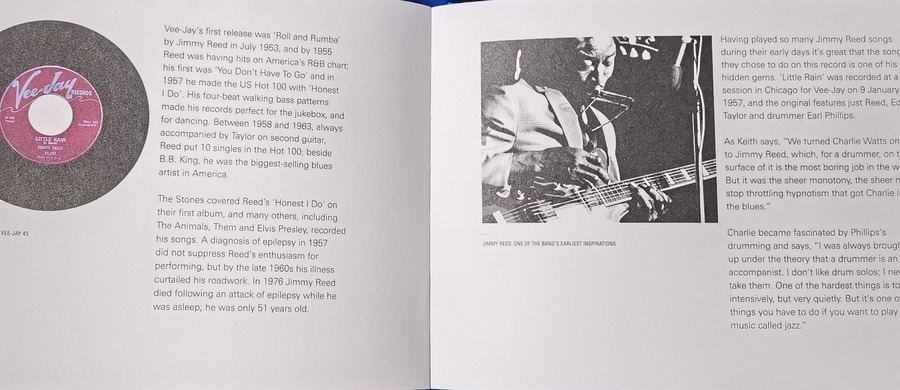 Vee-Jay
RECORDS
LITTLE RAIN
JIMMY REED
VEE-JAY 45
Vee-Jay's first release was 'Roll and Rumba'
by Jimmy Reed in July 1953, and by 1955
Reed was having hits on America's R&B chart;
his first was 'You Don't Have To Go' and in
1957 he made the US Hot 100 with 'Honest
I Do'. His four-beat walking bass patterns
made his records perfect for the jukebox, and
for dancing. Between 1958 and 1963, always
accompanied by Taylor on second guitar,
Reed put 10 singles in the Hot 100; beside
B.B. King, he was the biggest-selling blues
artist in America.
The Stones covered Reed's 'Honest I Do' on
their first album, and many others, including
The Animals, Them and Elvis Presley, recorded
his songs. A diagnosis of epilepsy in 1957
did not suppress Reed's enthusiasm for
performing, but by the late 1960s his illness
curtailed his roadwork. In 1976 Jimmy Reed
died following an attack of epilepsy while he
was asleep; he was only 51 years old.
JIMMY REED, ONE OF THE BAND'S EARLIEST INSPIRATIONS
Having played so many Jimmy Reed songs
during their early days it's great that the song
they chose to do on this record is one of his
hidden gems. 'Little Rain' was recorded at a
session in Chicago for Vee-Jay on 9 January
1957, and the original features just Reed, Ed
Taylor and drummer Earl Phillips.
As Keith says, "We turned Charlie Watts on
to Jimmy Reed, which, for a drummer, on t
surface of it is the most boring job in the w
But it was the sheer monotony, the sheer n
stop throttling hypnotism that got Charlie i
the blues."
Charlie became fascinated by Phillips's
drumming and says, "I was always brough
up under the theory that a drummer is an
accompanist. I don't like drum solos; I nev
take them. One of the hardest things is to
intensively, but very quietly. But it's one o
things you have to do if you want to play
music called jazz."